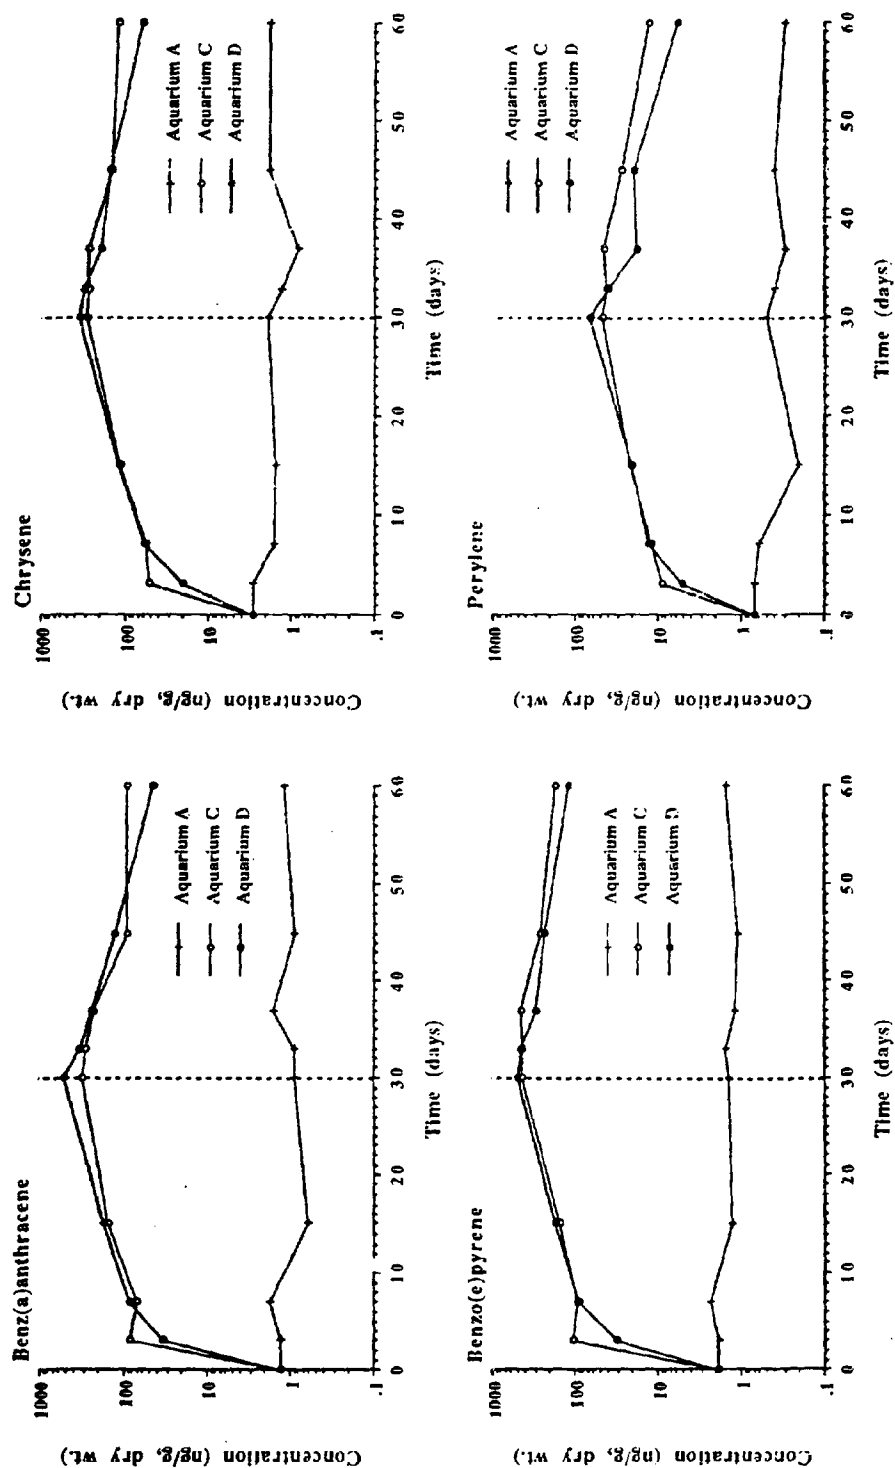 Benz(a)anthracene
Concentration (ng/g, dry wt.)
1000
100
10
1
.1
0
10
20
30
40
50
60
Time (days)
Aquarium A
Aquarium C
Aquarium D
Chrysene
Concentration (ng/g, dry wt.)
1000
100
10
1
.1
0
10
20
30
40
50
60
Time (days)
Aquarium A
Aquarium C
Aquarium D
Benzo(e)pyrene
Concentration (ng/g, dry wt.)
1000
100
10
1
.1
0
10
20
30
40
50
60
Time (days)
Aquarium A
Aquarium C
Aquarium D
Perylene
Concentration (ng/g, dry wt.)
1000
100
10
1
.1
0
10
20
30
40
50
60
Time (days)
Aquarium A
Aquarium C
Aquarium D